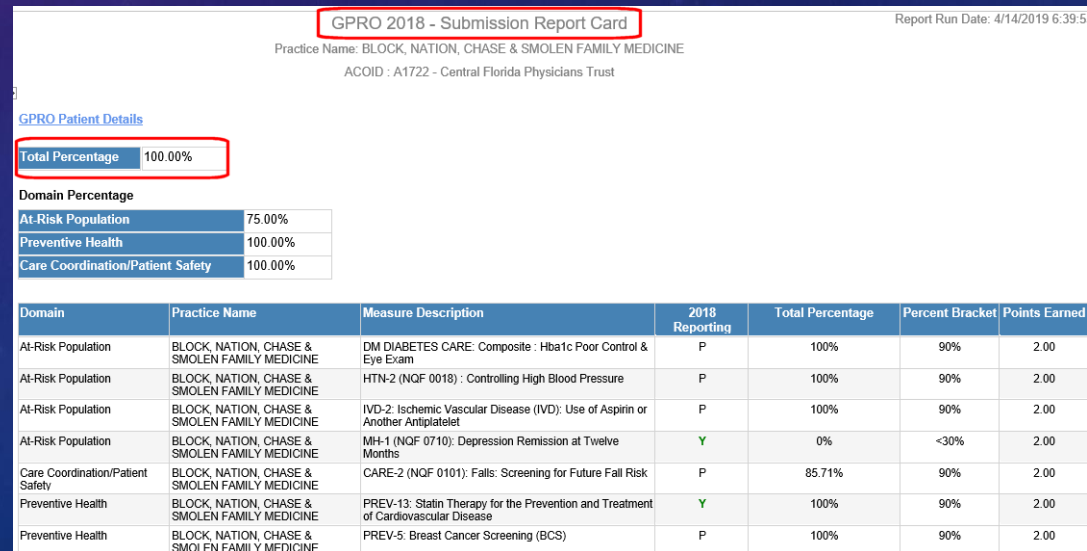 GPRO 2018 - Submission Report Card
Report Run Date: 4/14/2019 6:39:5
Practice Name: BLOCK, NATION, CHASE & SMOLEN FAMILY MEDICINE
ACOID : A1722 - Central Florida Physicians Trust
GPRO Patient Details
Total Percentage 100.00%
Domain Percentage
At-Risk Population 75.00%
Preventive Health 100.00%
Care Coordination/Patient Safety 100.00%
Domain Practice Name Measure Description 2018 Reporting Total Percentage Percent Bracket Points Earned
At-Risk Population BLOCK, NATION, CHASE & DM DIABETES CARE: Composite : Hba1c Poor Control & P 100% 90% 2.00
SMOLEN FAMILY MEDICINE Eye Exam
At-Risk Population BLOCK, NATION, CHASE & HTN-2 (NQF 0018) : Controlling High Blood Pressure P 100% 90% 2.00
SMOLEN FAMILY MEDICINE
At-Risk Population BLOCK, NATION, CHASE & IVD-2: Ischemic Vascular Disease (IVD): Use of Aspirin or P 100% 90% 2.00
SMOLEN FAMILY MEDICINE Another Antiplatelet
At-Risk Population BLOCK, NATION, CHASE & MH-1 (NQF 0710): Depression Remission at Twelve Y 0% <30% 2.00
SMOLEN FAMILY MEDICINE Months
Care Coordination/Patient BLOCK, NATION, CHASE & CARE-2 (NQF 0101): Falls: Screening for Future Fall Risk P 85.71% 90% 2.00
Safety SMOLEN FAMILY MEDICINE
Preventive Health BLOCK, NATION, CHASE & PREV-13: Statin Therapy for the Prevention and Treatment Y 100% 90% 2.00
SMOLEN FAMILY MEDICINE of Cardiovascular Disease
Preventive Health BLOCK, NATION, CHASE & PREV-5: Breast Cancer Screening (BCS) P 100% 90% 2.00
SMOLEN FAMILY MEDICINE